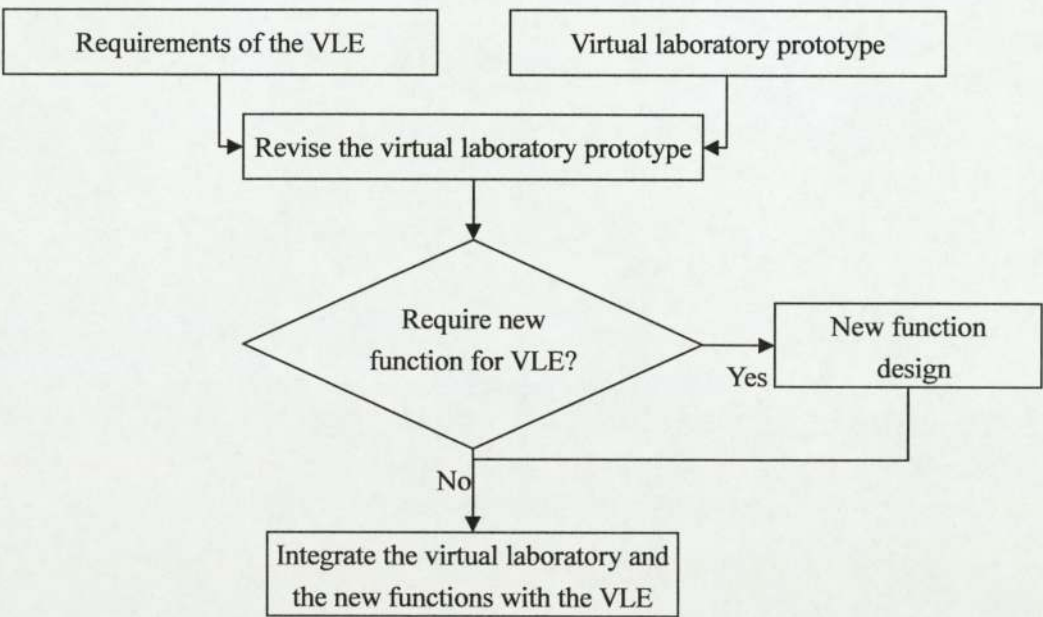 Requirements of the VLE
Virtual laboratory prototype
Revise the virtual laboratory prototype
Require new
function for VLE?
New function
design
Yes
No
Integrate the virtual laboratory and
the new functions with the VLE